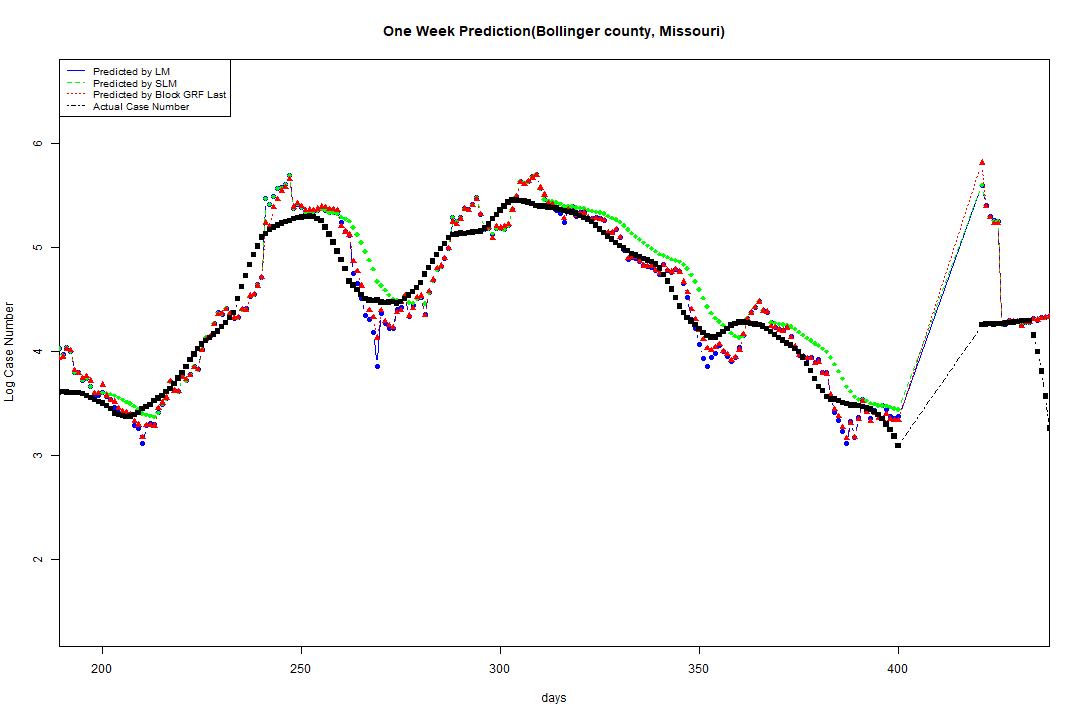 One Week Prediction(Bollinger county, Missouri)
Predicted by LM
Predicted by SLM
Predicted by Block GRF Last
Actual Case Number
6
5
4
3
2
Log Case Number
200 250 300 350 400
days